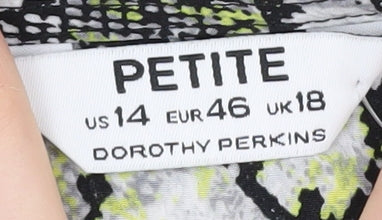 PETITE
US 14 EUR 46 UK 18
DOROTHY PERKINS